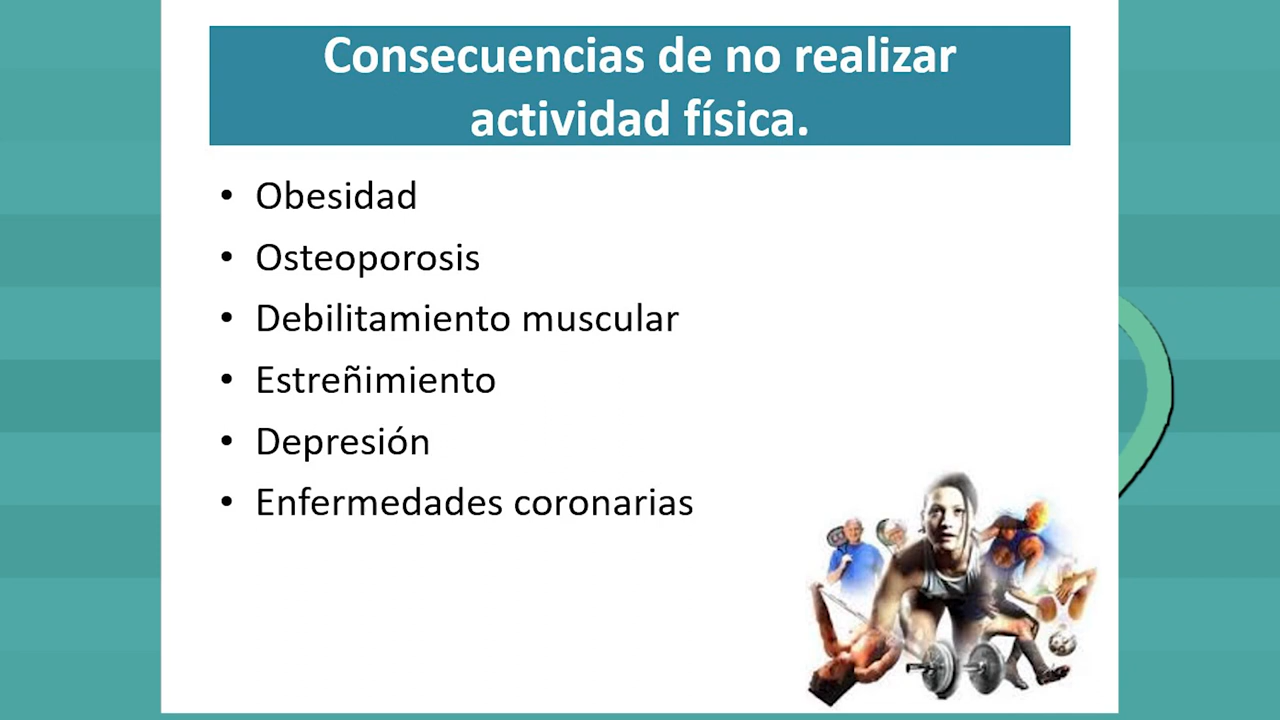 Consecuencias de no realizar
actividad física.
• Obesidad
• Osteoporosis
• Debilitamiento muscular
• Estreñimiento
• Depresión
• Enfermedades coronarias